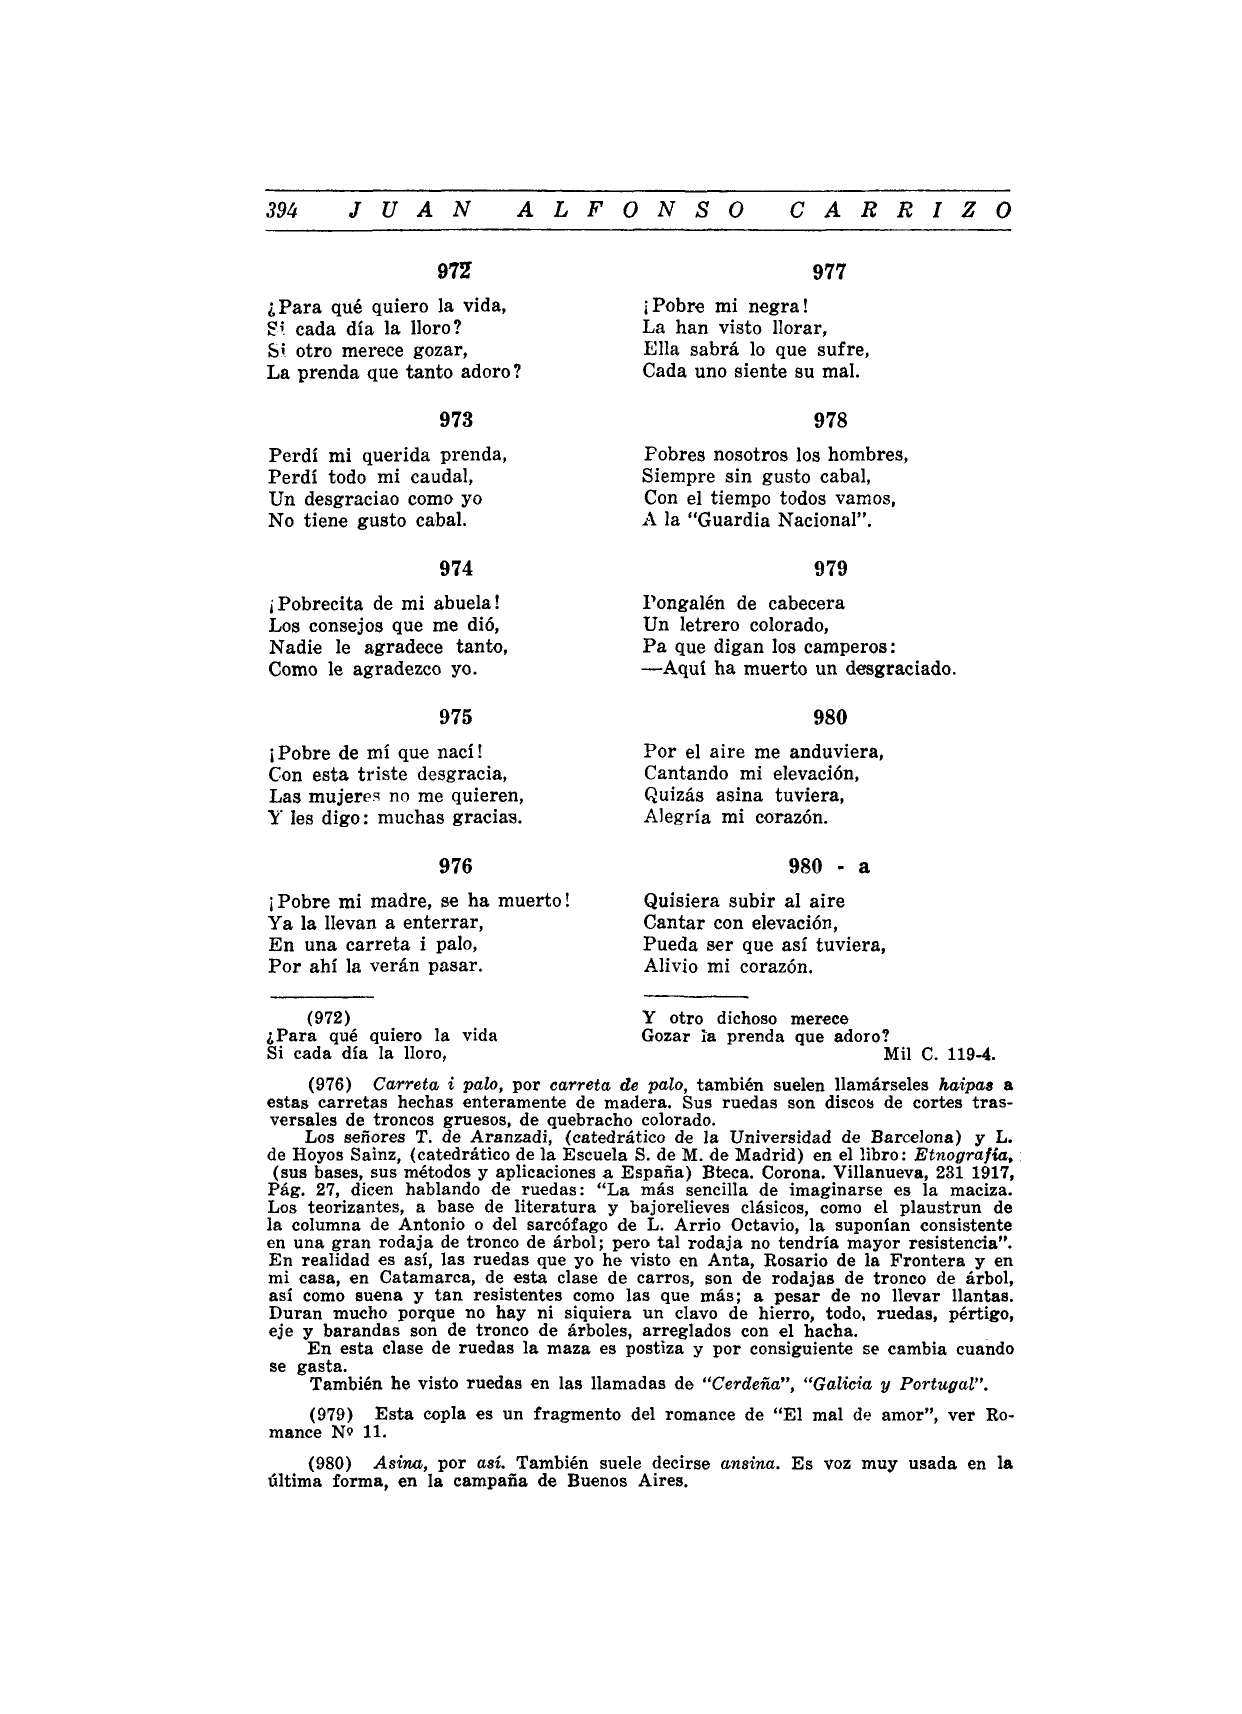 394 JUAN ALFONSO CARRIZO
972
¿Para qué quiero la vida,
Si cada día la lloro?
Si otro merece gozar,
La prenda que tanto adoro?
973
Perdí mi querida prenda,
Perdí todo mi caudal,
Un desgraciao como yo
No tiene gusto cabal.
974
¡Pobrecita de mi abuela!
Los consejos que me dió,
Nadie le agradece tanto,
Como le agradezco yo.
975
¡Pobre de mí que nací!
Con esta triste desgracia,
Las mujeres no me quieren,
Y les digo: muchas gracias.
976
¡Pobre mi madre, se ha muerto!
Ya la llevan a enterrar,
En una carreta i palo,
Por ahí la verán pasar.
977
¡Pobre mi negra!
La han visto llorar,
Ella sabrá lo que sufre,
Cada uno siente su mal.
978
Pobres nosotros los hombres,
Siempre sin gusto cabal,
Con el tiempo todos vamos,
A la “Guardia Nacional”.
979
Pongalén de cabecera
Un letrero colorado,
Pa que digan los camperos:
—Aquí ha muerto un desgraciado.
980
Por el aire me anduviera,
Cantando mi elevación,
Quizás asina tuviera,
Alegría mi corazón.
980 - a
Quisiera subir al aire
Cantar con elevación,
Pueda ser que así tuviera,
Alivio mi corazón.
(972)
¿Para qué quiero la vida
Si cada día la lloro,
Y otro dichoso merece
Gozar la prenda que adoro?
Mil C. 119-4.
(976) Carreta i palo, por carreta de palo, también suelen llamárseles haipas a
estas carretas hechas enteramente de madera. Sus ruedas son discos de cortes tras-
versales de troncos gruesos, de quebracho colorado.
Los señores T. de Aranzadi, (catedrático de la Universidad de Barcelona) y L.
de Hoyos Sainz, (catedrático de la Escuela S. de M. de Madrid) en el libro: Etnografía,
(sus bases, sus métodos y aplicaciones a España) Bteca. Corona. Villanueva, 231 1917,
Pág. 27, dicen hablando de ruedas: “La más sencilla de imaginarse es la maciza.
Los teorizantes, a base de literatura y bajorelieves clásicos, como el plaustrun de
la columna de Antonio o del sarcófago de L. Arrio Octavio, la suponían consistente
en una gran rodaja de tronco de árbol; pero tal rodaja no tendría mayor resistencia”.
En realidad es así, las ruedas que yo he visto en Anta, Rosario de la Frontera y en
mi casa, en Catamarca, de esta clase de carros, son de rodajas de tronco de árbol,
así como suena y tan resistentes como las que más; a pesar de no llevar llantas.
Duran mucho porque no hay ni siquiera un clavo de hierro, todo, ruedas, pértigo,
eje y barandas son de tronco de árboles, arreglados con el hacha.
En esta clase de ruedas la maza es postiza y por consiguiente se cambia cuando
se gasta.
También he visto ruedas en las llamadas de “Cerdeña”, “Galicia y Portugal”.
(979) Esta copla es un fragmento del romance de “El mal de amor”, ver Ro-
mance Nº 11.
(980) Asina, por así. También suele decirse ansina. Es voz muy usada en la
última forma, en la campaña de Buenos Aires.